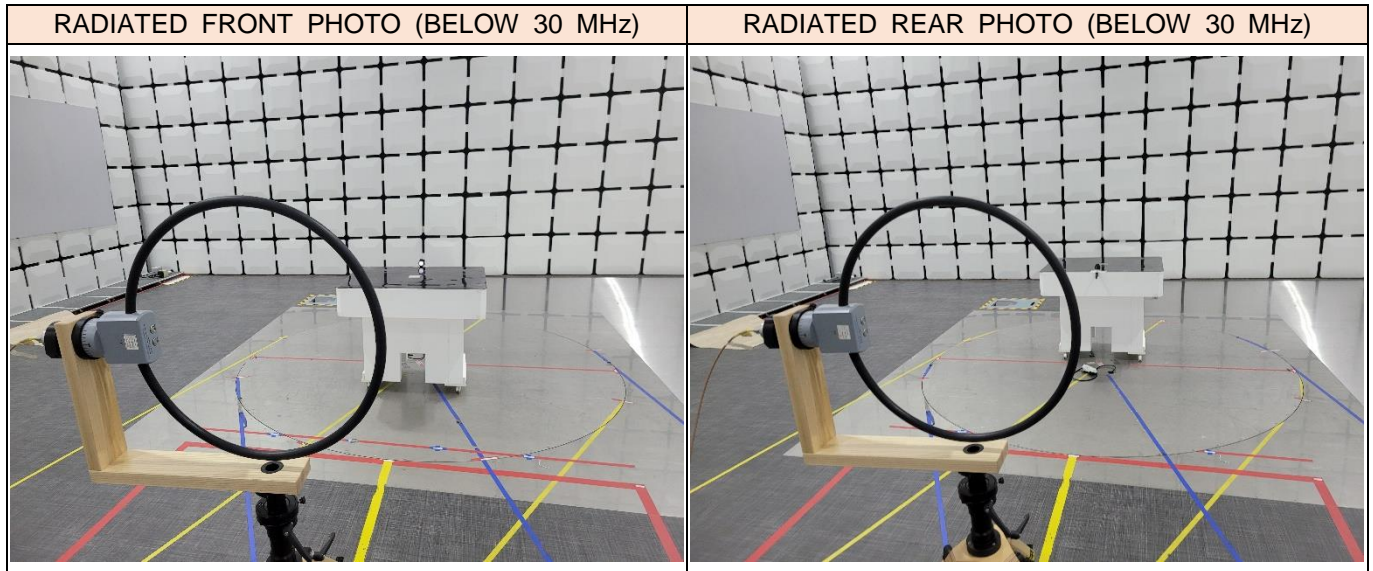 RADIATED FRONT PHOTO (BELOW 30 MHz)
RADIATED REAR PHOTO (BELOW 30 MHz)